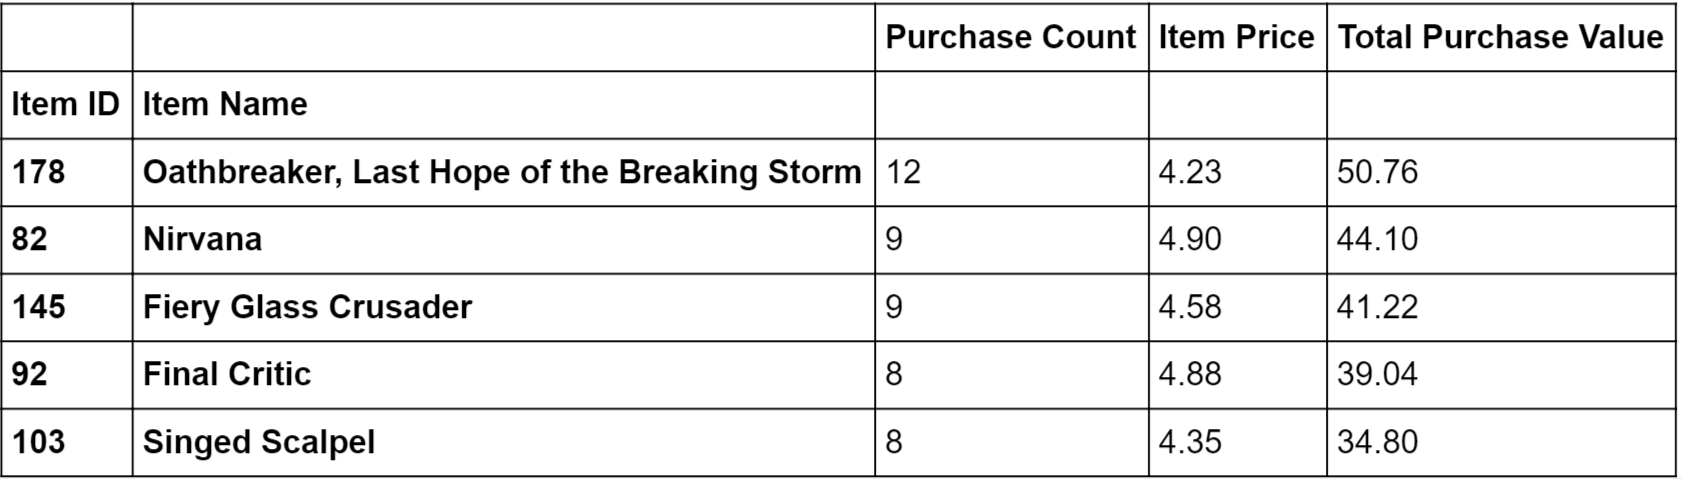 Purchase Count Item Price Total Purchase Value
Item ID Item Name
178 Oathbreaker, Last Hope of the Breaking Storm 12 4.23 50.76
82 Nirvana 9 4.90 44.10
145 Fiery Glass Crusader 9 4.58 41.22
92 Final Critic 8 4.88 39.04
103 Singed Scalpel 8 4.35 34.80